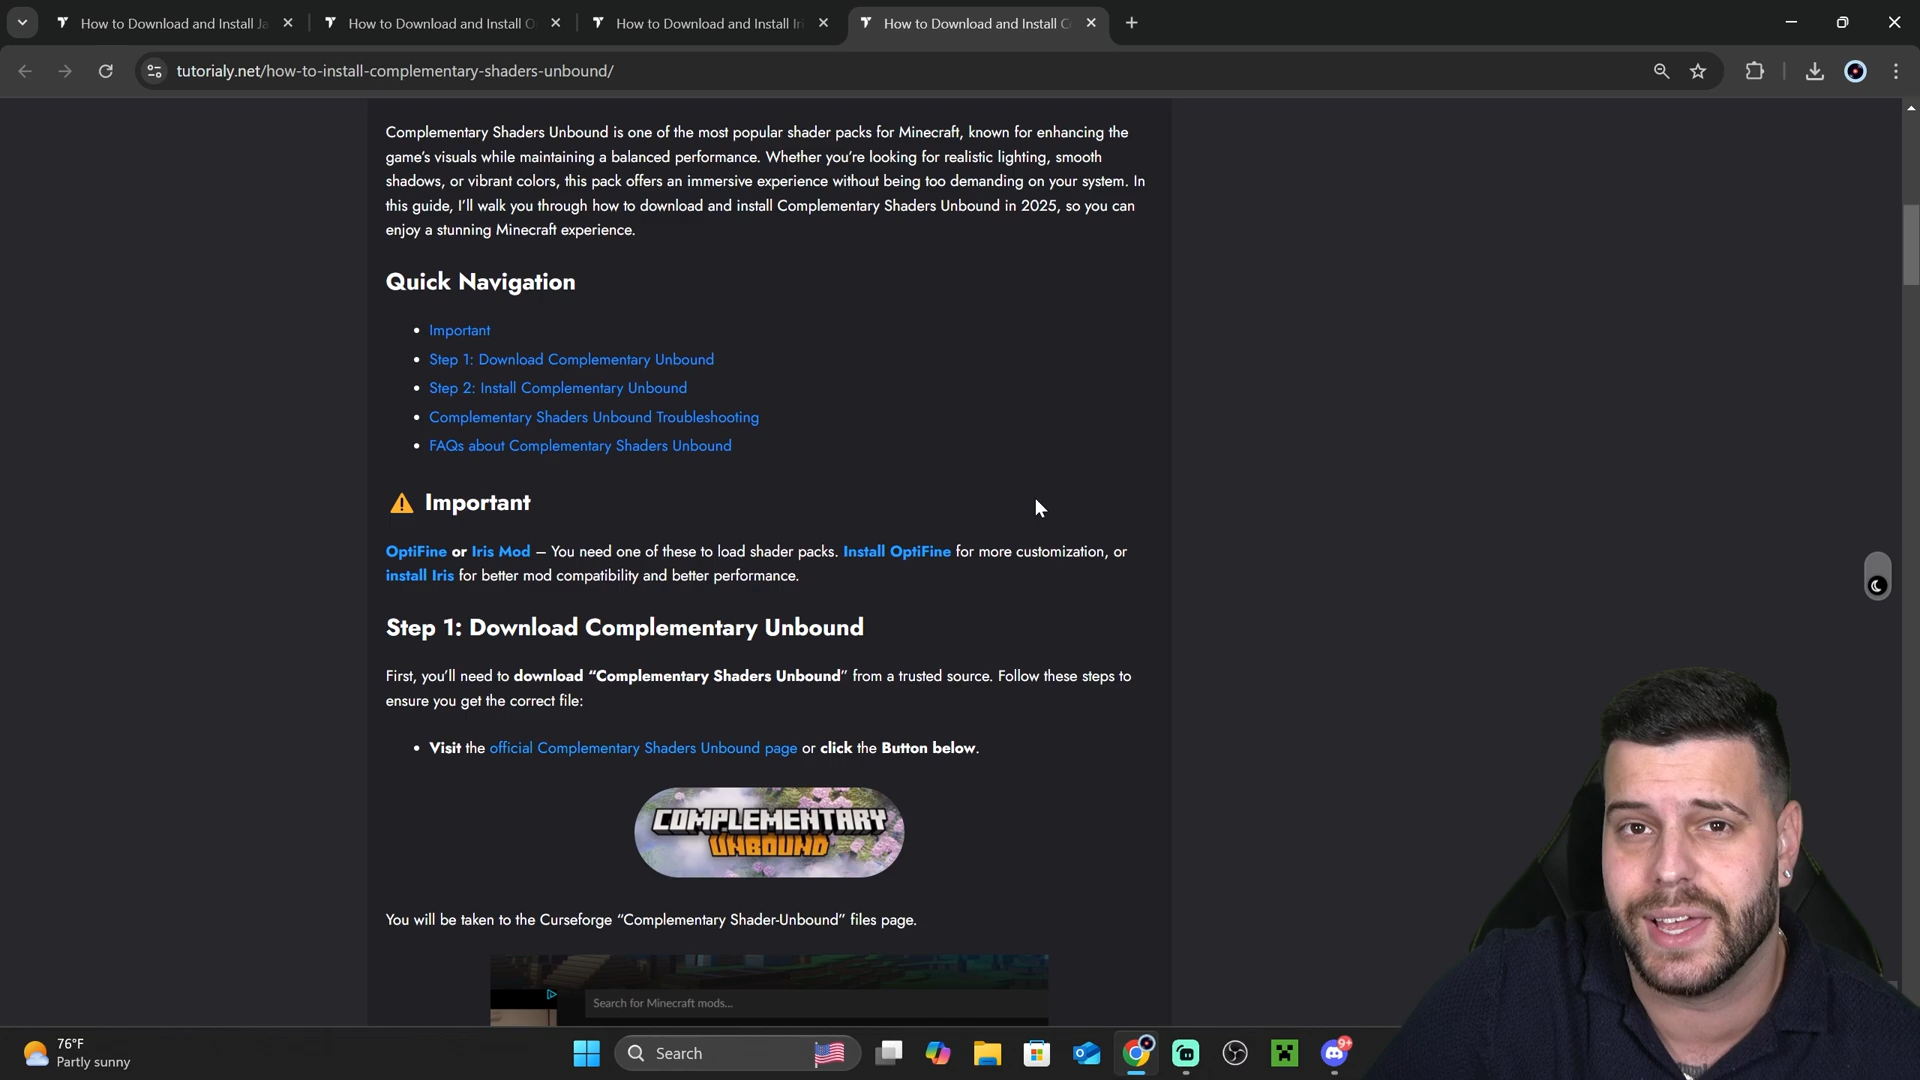 How to Download and Install Ja
How to Download and Install O
How to Download and Install Iri
How to Download and Install C
tutorialy.net/how-to-install-complementary-shaders-unbound/
Complementary Shaders Unbound is one of the most popular shader packs for Minecraft, known for enhancing the
game's visuals while maintaining a balanced performance. Whether you're looking for realistic lighting, smooth
shadows, or vibrant colors, this pack offers an immersive experience without being too demanding on your system. In
this guide, I'll walk you through how to download and install Complementary Shaders Unbound in 2025, so you can
enjoy a stunning Minecraft experience.
Quick Navigation
• Important
• Step 1: Download Complementary Unbound
• Step 2: Install Complementary Unbound
• Complementary Shaders Unbound Troubleshooting
• FAQs about Complementary Shaders Unbound
Important
OptiFine or Iris Mod – You need one of these to load shader packs. Install OptiFine for more customization, or
install Iris for better mod compatibility and better performance.
Step 1: Download Complementary Unbound
First, you'll need to download “Complementary Shaders Unbound” from a trusted source. Follow these steps to
ensure you get the correct file:
• Visit the official Complementary Shaders Unbound page or click the Button below.
COMPLEMENTARY
UNBOUND
You will be taken to the Curseforge “Complementary Shader-Unbound” files page.
Search for Minecraft mods...
76°F
Partly sunny
Search
9+